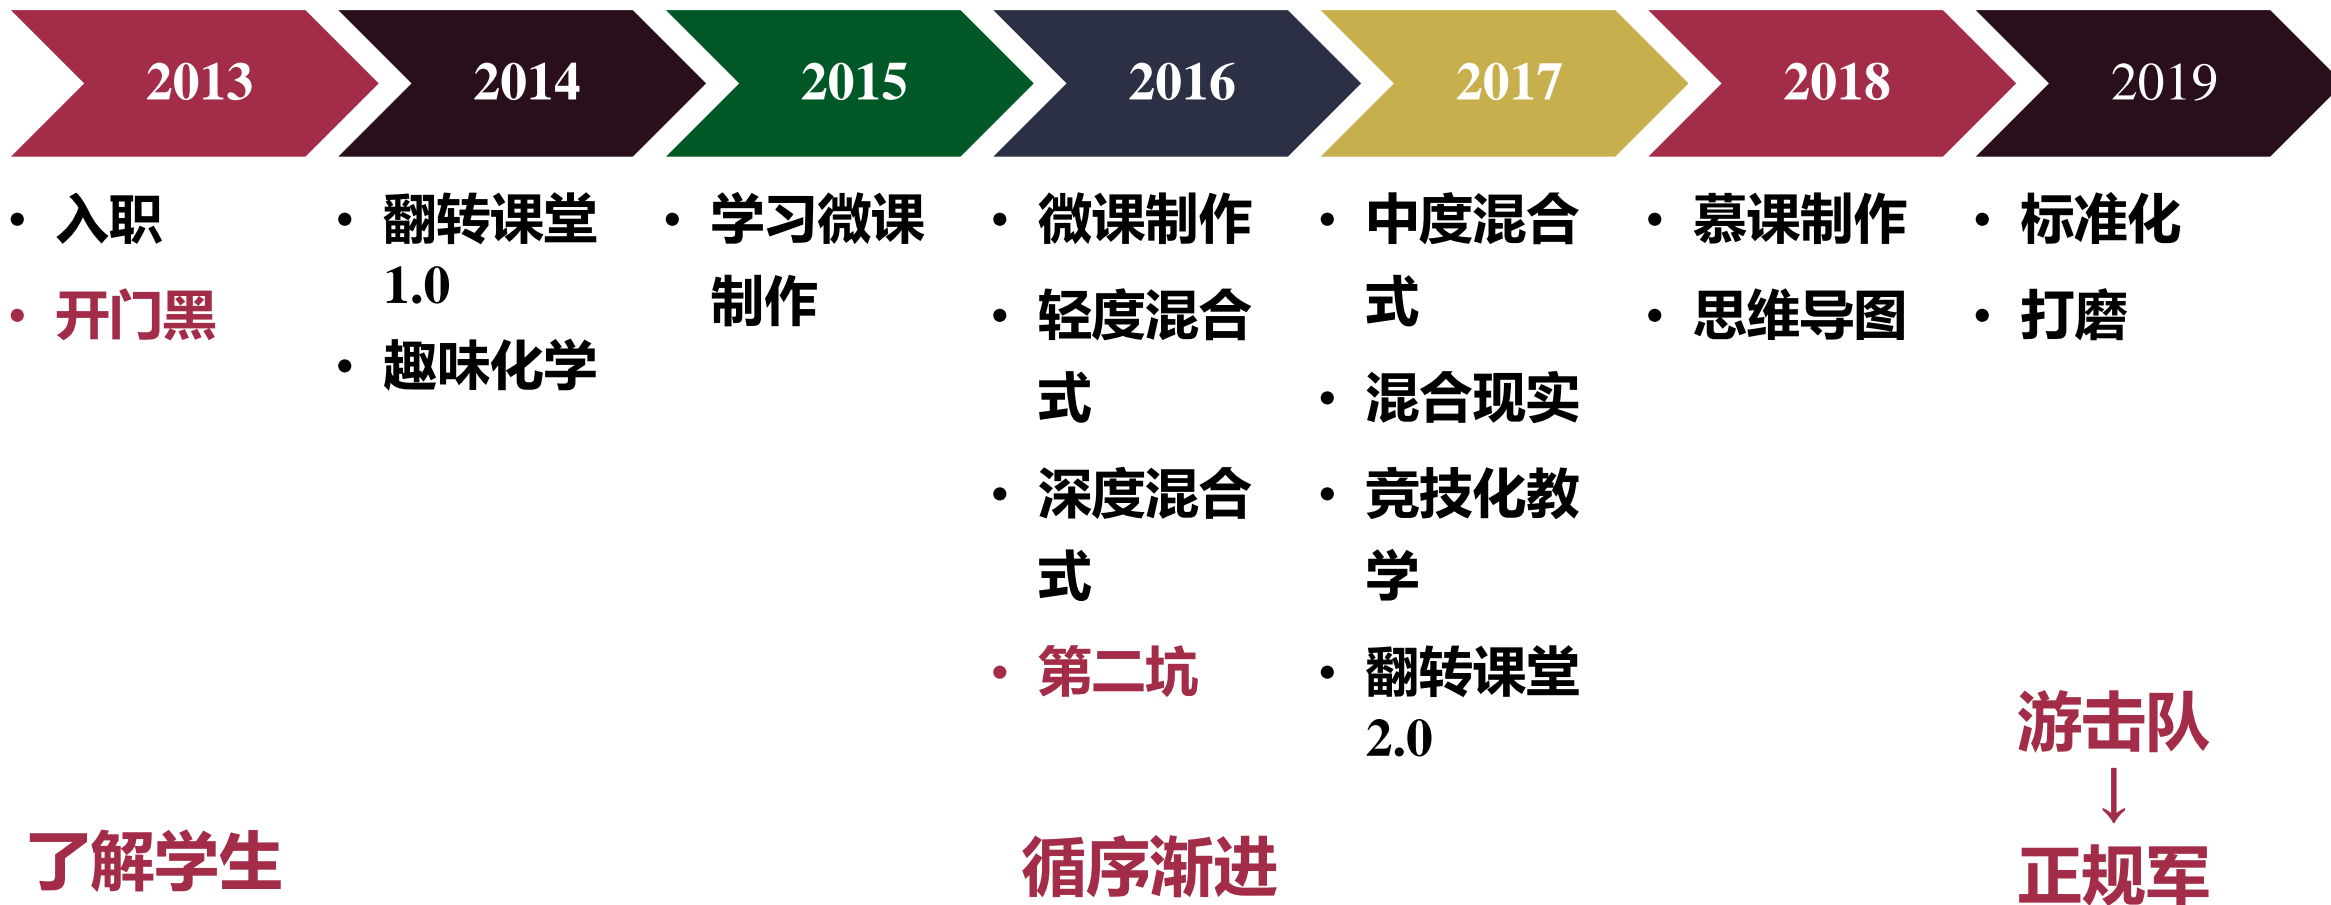 2013
2014
2015
2016
2017
2018
2019
• 入职
• 开门黑
• 翻转课堂
1.0
• 趣味化学
• 学习微课
制作
• 微课制作
• 轻度混合
式
• 深度混合
式
• 第二坑
• 中度混合
式
• 混合现实
• 竞技化教
学
• 翻转课堂
2.0
• 慕课制作
• 思维导图
• 标准化
• 打磨
了解学生
循序渐进
游击队
↓
正规军